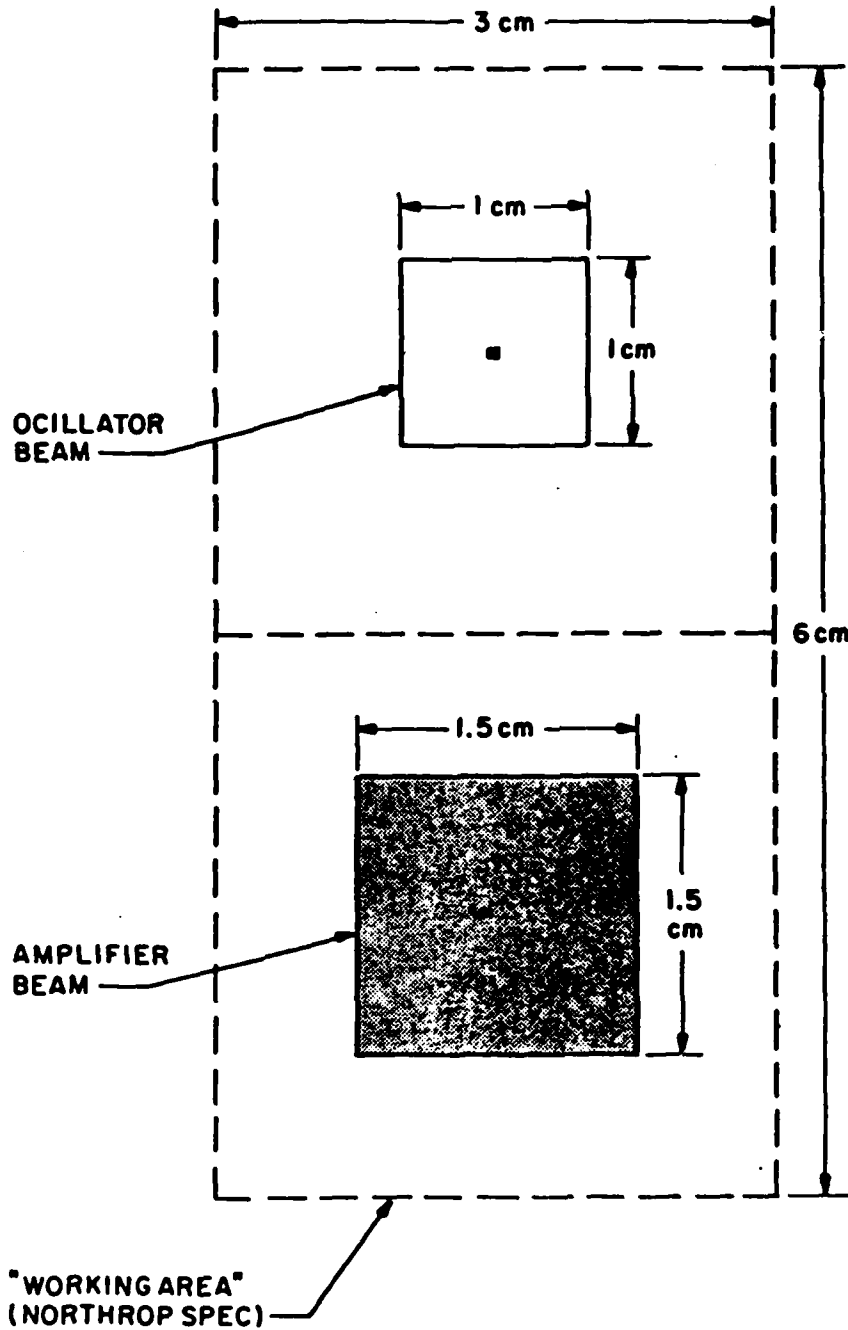 3 cm
1 cm
1 cm
OCILLATOR
BEAM
6 cm
1.5 cm
1.5
cm
AMPLIFIER
BEAM
"WORKING AREA"
(NORTHROP SPEC)